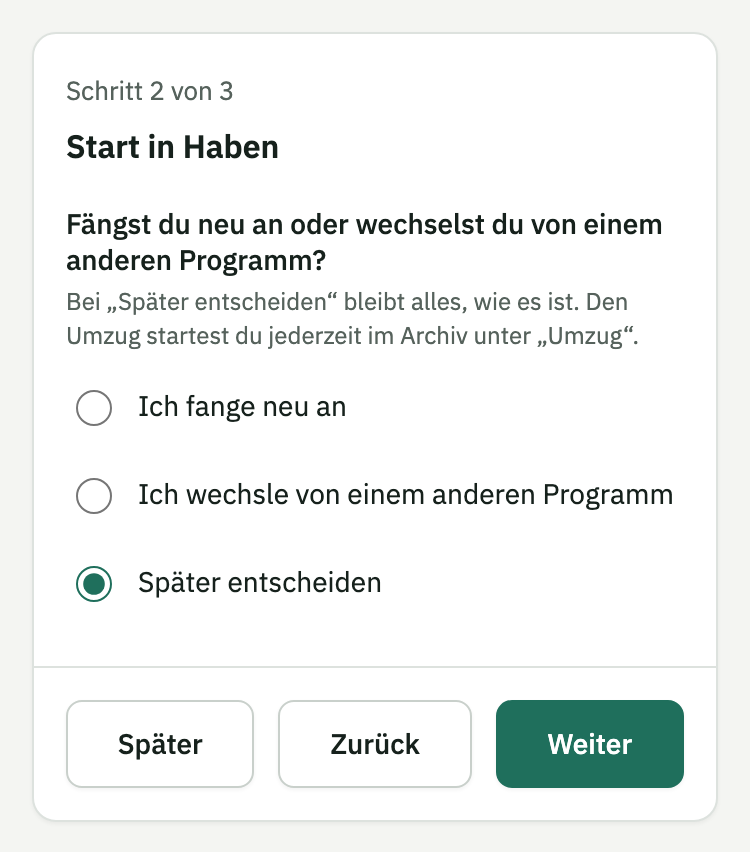 Schritt 2 von 3
Start in Haben
Fängst du neu an oder wechselst du von einem
anderen Programm?
Bei „Später entscheiden“ bleibt alles, wie es ist. Den
Umzug startest du jederzeit im Archiv unter „Umzug“.
Ich fange neu an
Ich wechsle von einem anderen Programm
Später entscheiden
Später
Zurück
Weiter